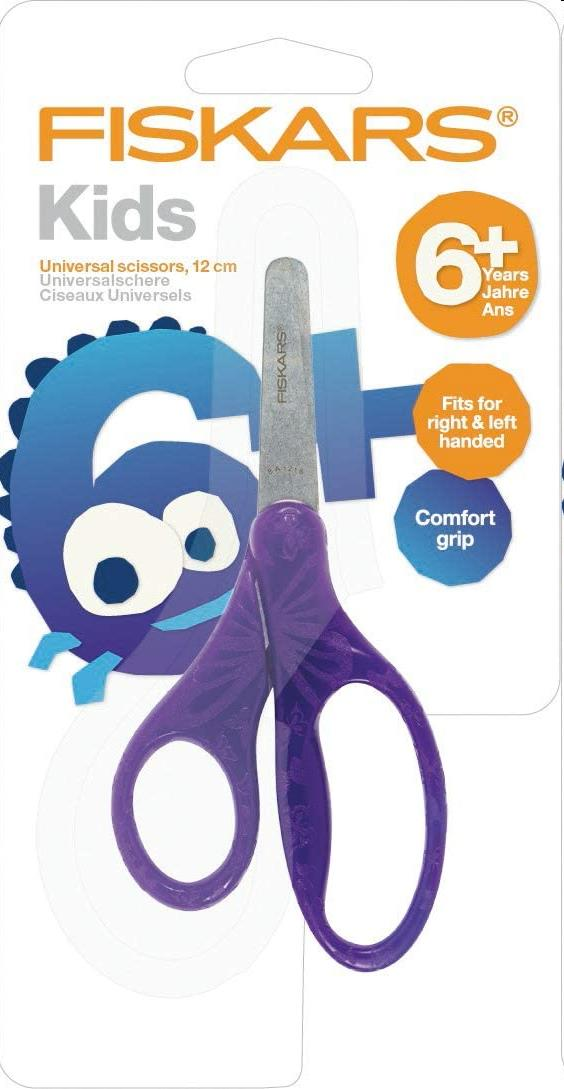 FISKARS®
Kids
Universal scissors, 12 cm
Universalschere
Ciseaux Universels
6+
Years
Jahre
Ans
FISKARS®
6+
Fits for
right & left
handed
Comfort
grip